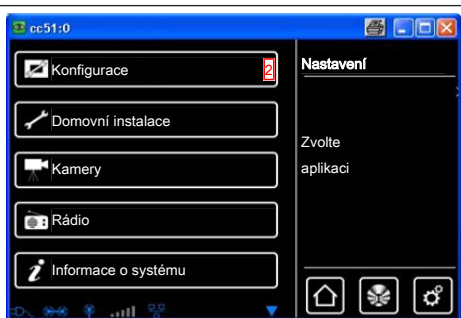 cc51:0
Konfigurace 2
Domovní instalace
Kamery
Rádio
Informace o systému
Nastavení
Zvolte
aplikaci